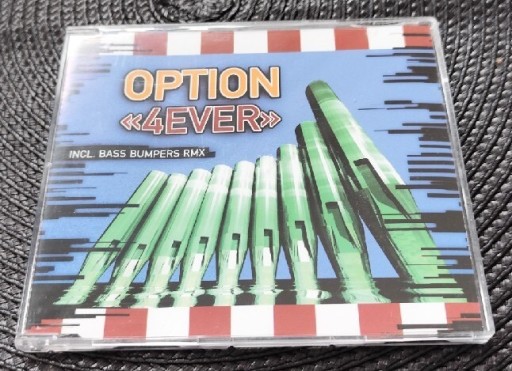 OPTION
«4EVER»
INCL. BASS BUMPERS RMX